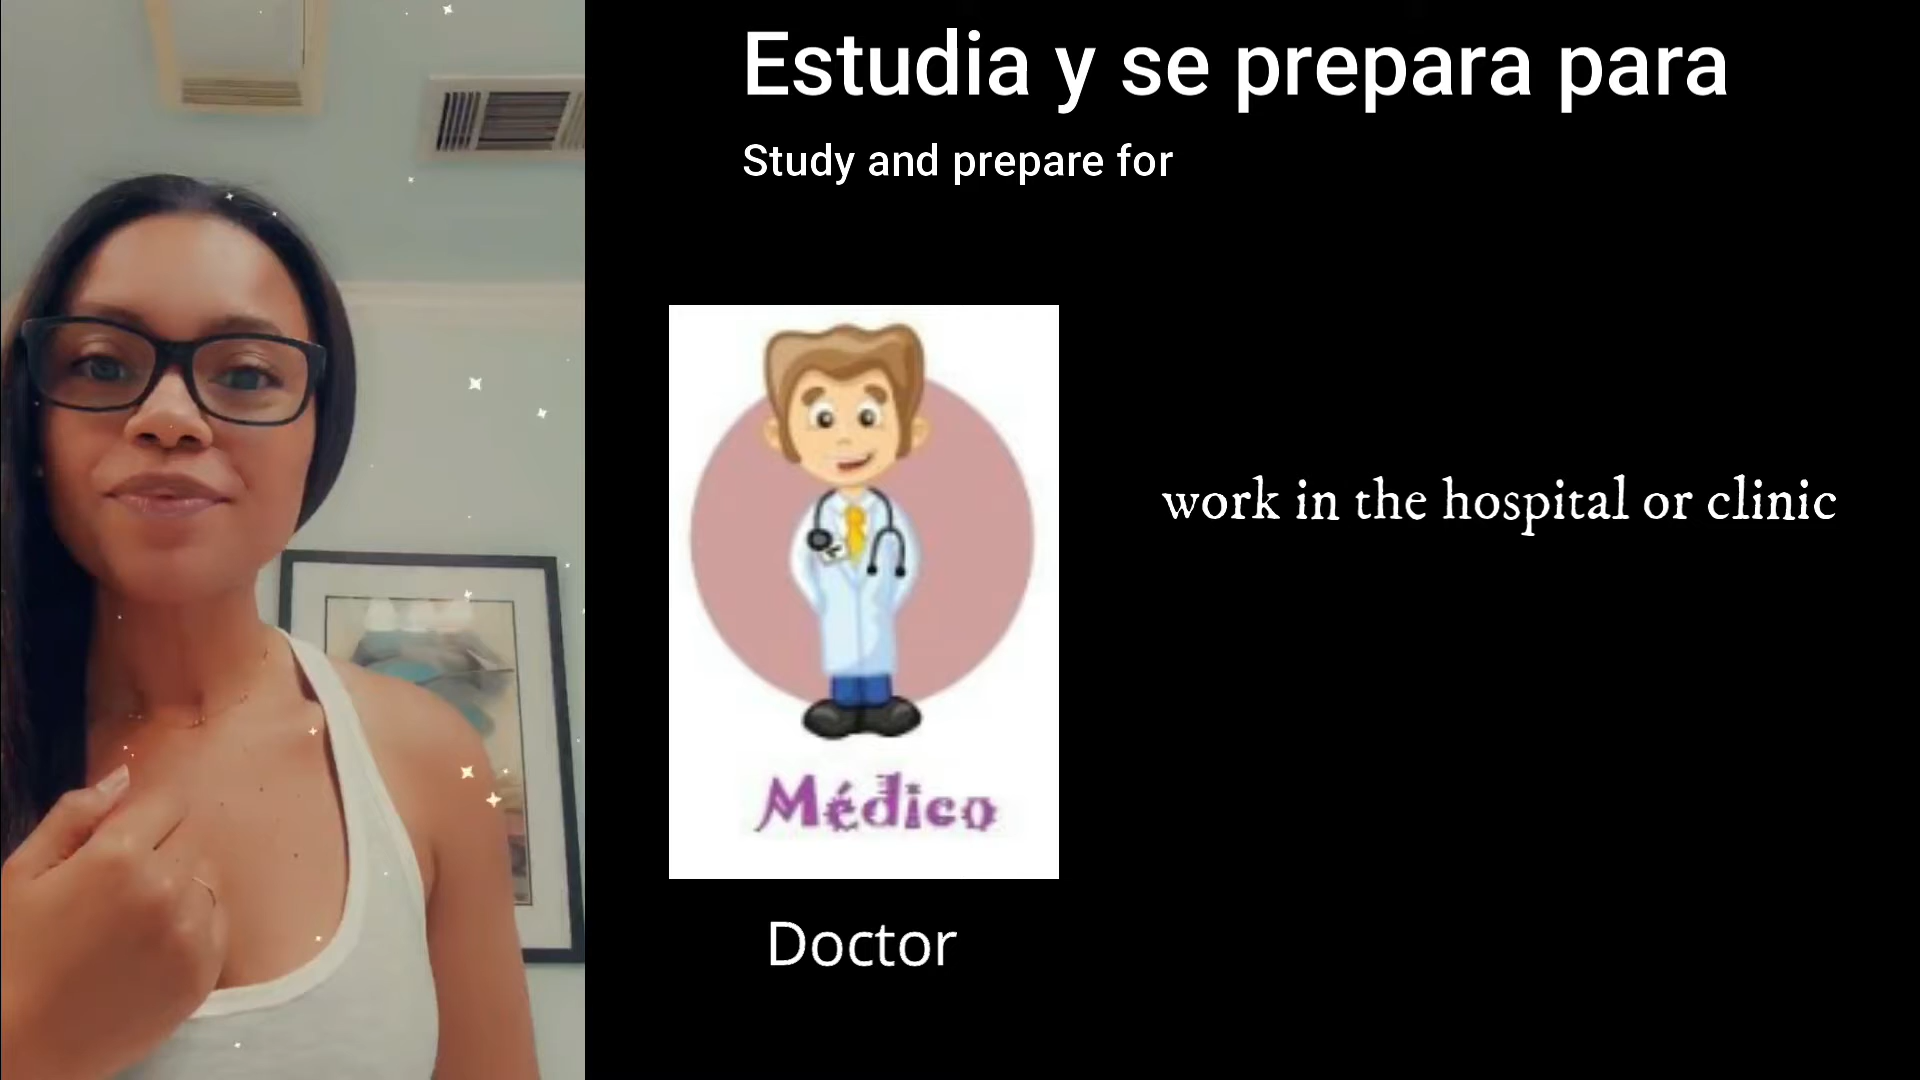 Estudia y se prepara para
Study and prepare for
work in the hospital or clinic
Médico
Doctor